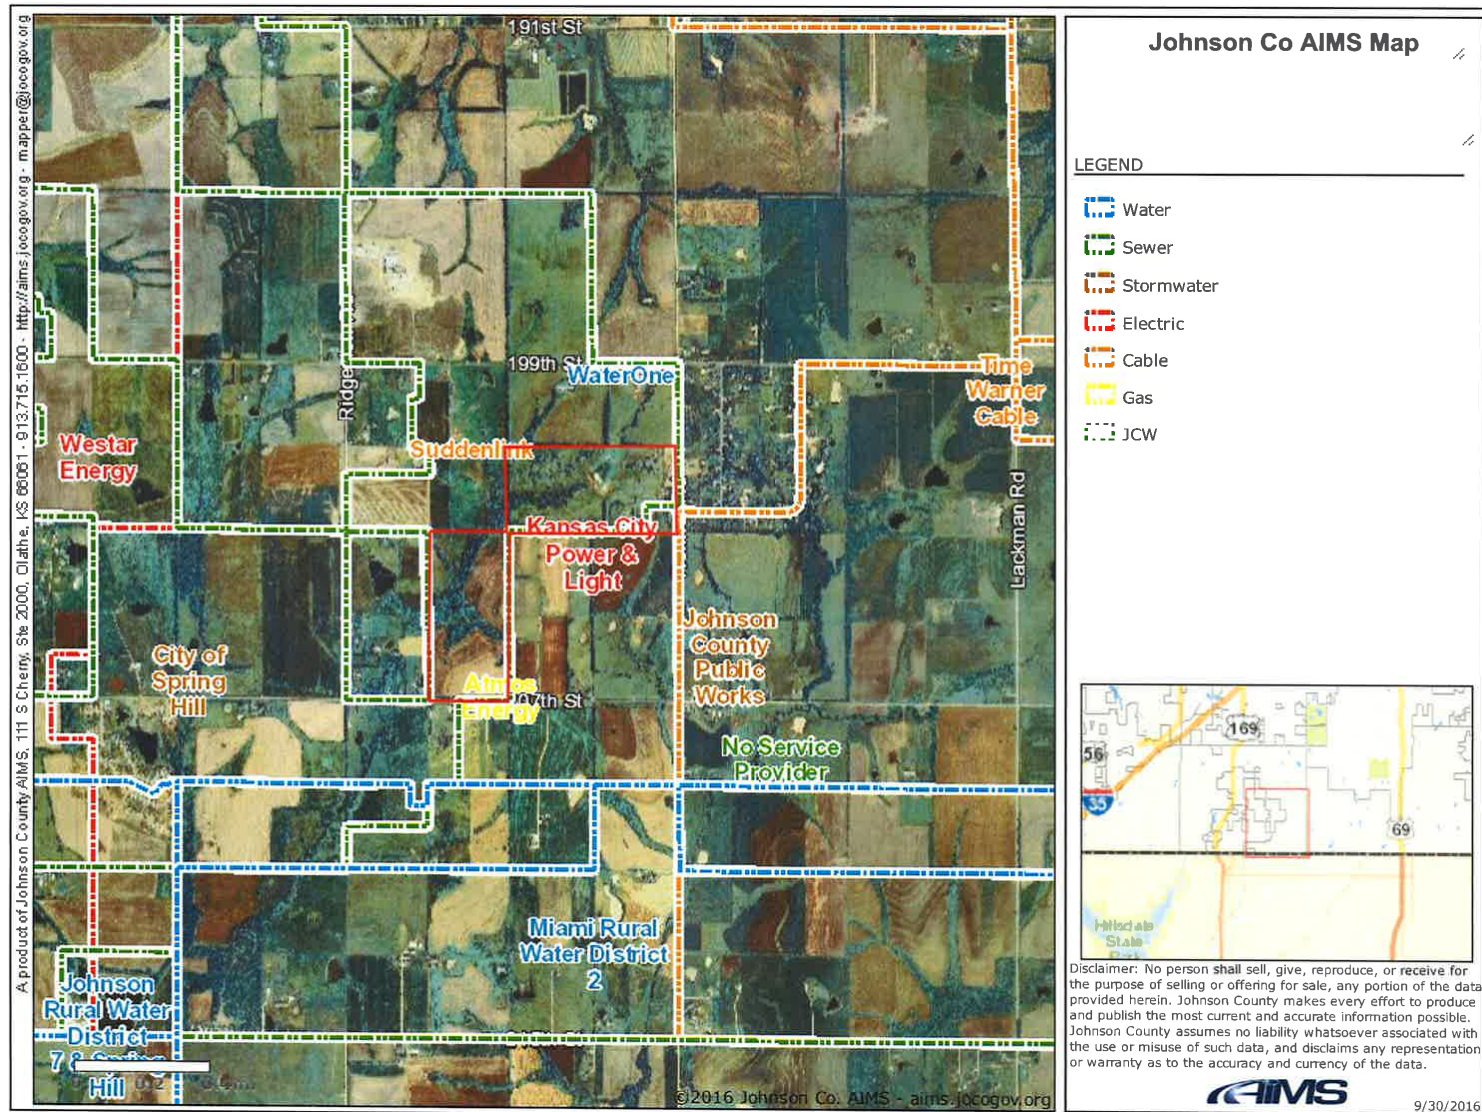 A product of Johnson County AIMS, 111 S Cherry, Ste 2000, Olathe, KS 66061 - 913.715.1600 - http://aims.jocogov.org - mapper@jocogov.org
191st St
Ridge
199th St
WaterOne
Time
Warner
Cable
Suddenlink
Westar
Energy
Lackman Rd
Kansas City
Power &
Light
Johnson
County
Public
Works
City of
Spring
Hill
Atmos
Energy
07th St
No Service
Provider
Miami Rural
Water District
2
Johnson
Rural Water
District
7 & Spring
Hill
©2016 Johnson Co. AIMS - aims.jocogov.org
Johnson Co AIMS Map
LEGEND
Water
Sewer
Stormwater
Electric
Cable
Gas
JCW
169
56
35
69
Hillsdale
State
Park
Disclaimer: No person shall sell, give, reproduce, or receive for
the purpose of selling or offering for sale, any portion of the data
provided herein. Johnson County makes every effort to produce
and publish the most current and accurate information possible.
Johnson County assumes no liability whatsoever associated with
the use or misuse of such data, and disclaims any representation
or warranty as to the accuracy and currency of the data.
AIMS
9/30/2016